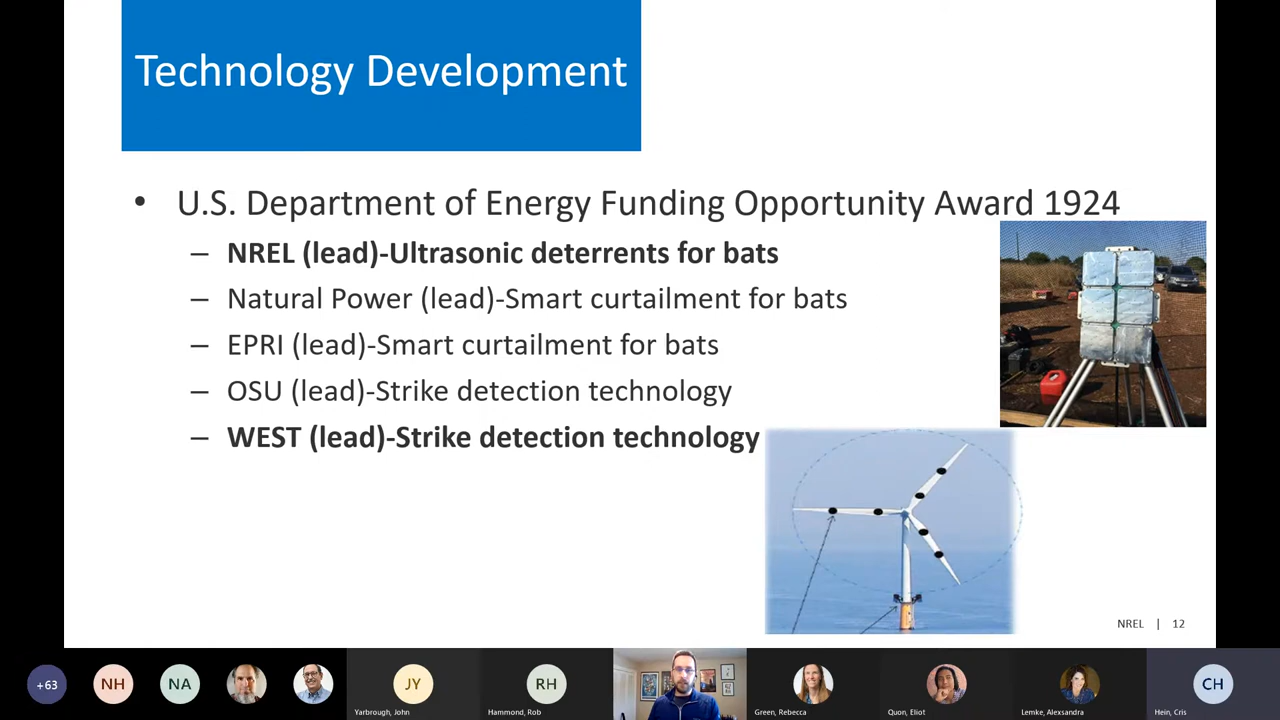 Technology Development
• U.S. Department of Energy Funding Opportunity Award 1924
– NREL (lead)-Ultrasonic deterrents for bats
– Natural Power (lead)-Smart curtailment for bats
– EPRI (lead)-Smart curtailment for bats
– OSU (lead)-Strike detection technology
– WEST (lead)-Strike detection technology
NREL | 12
+63
NH
NA
JY
RH
CH
Yarbrough, John
Hammond, Rob
Green, Rebecca
Quon, Eliot
Lemke, Alexsandra
Hein, Cris